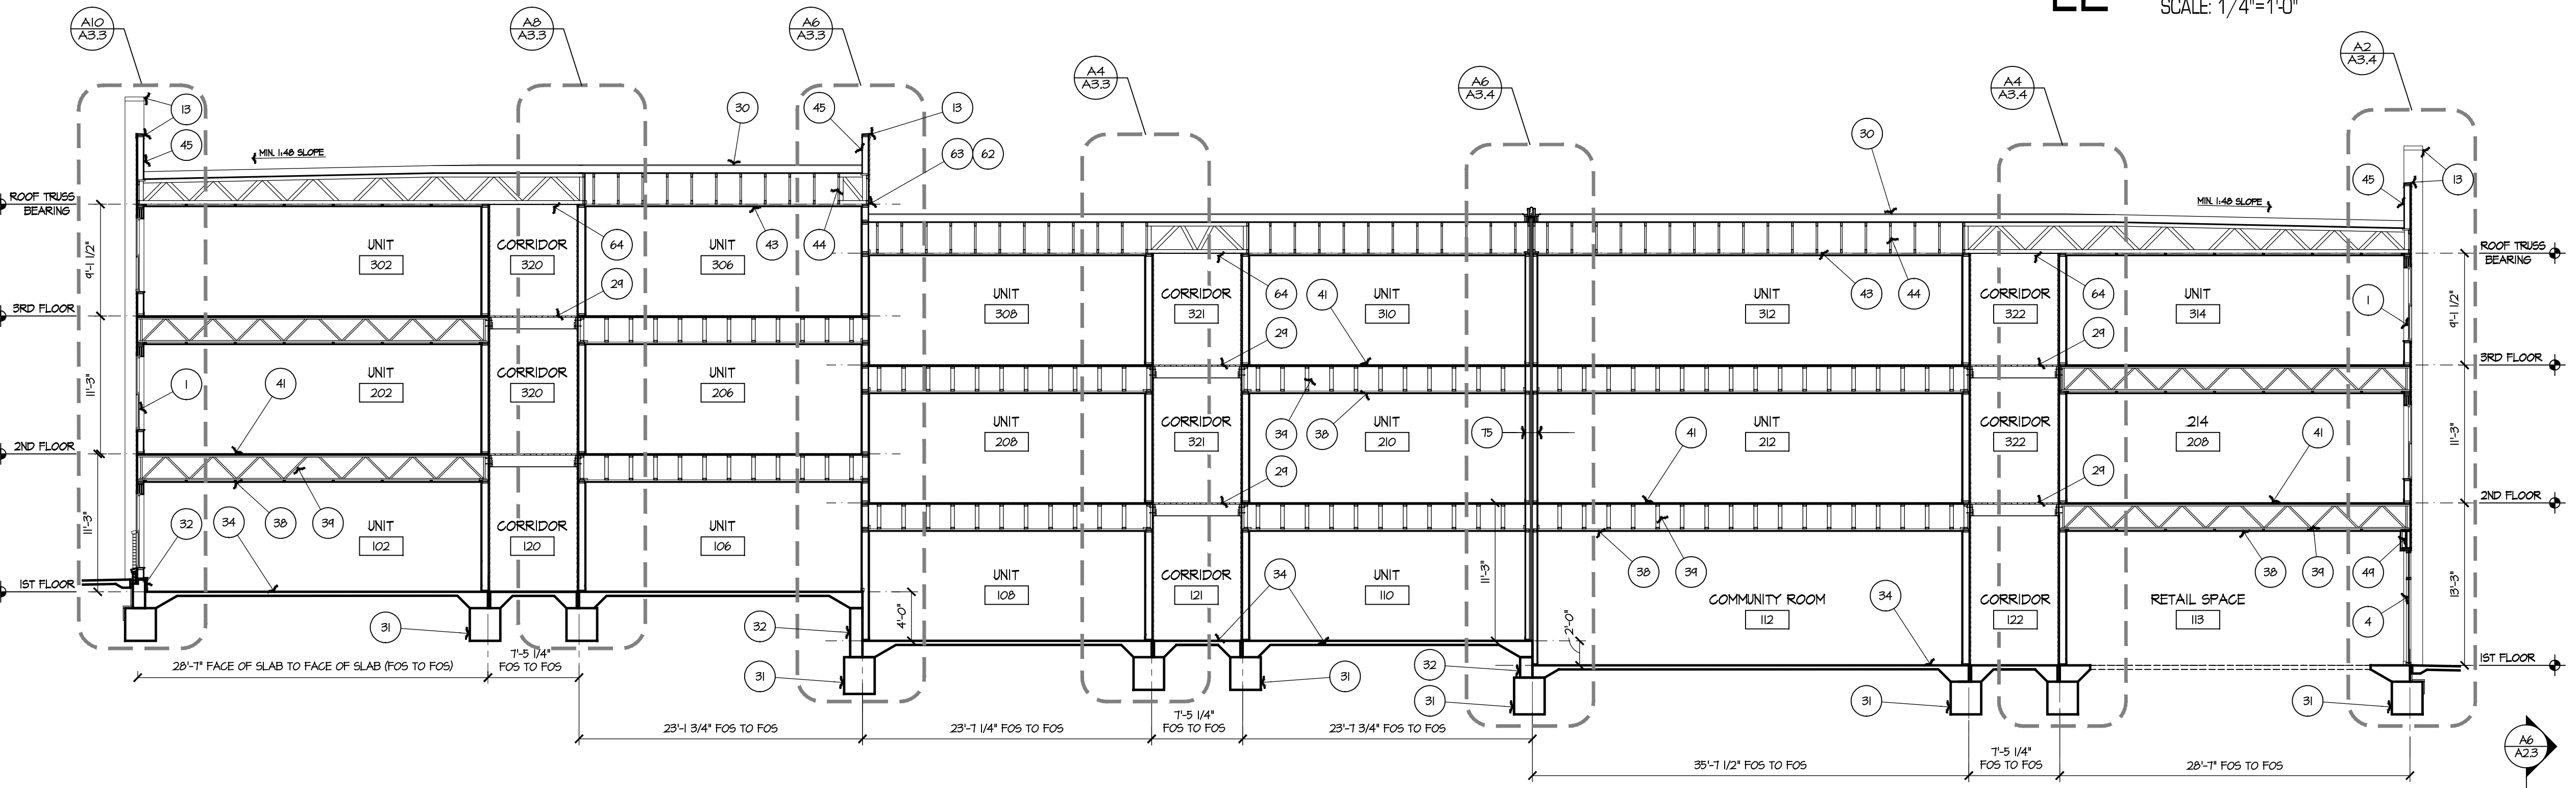 SCALE: 1/4"=1'-0"
A10
A3.3
A8
A3.3
A6
A3.3
A4
A3.3
A6
A3.4
A4
A3.4
A2
A3.4
13
45
30
45
13
63
62
30
45
13
MIN. 1:48 SLOPE
MIN. 1:48 SLOPE
ROOF TRUSS
BEARING
9'-1 1/2"
3RD FLOOR
11'-3"
2ND FLOOR
11'-3"
1ST FLOOR
UNIT
302
CORRIDOR
320
64
29
UNIT
306
43
44
UNIT
308
CORRIDOR
321
64
29
41
UNIT
310
UNIT
312
43
44
CORRIDOR
322
64
29
UNIT
314
1
ROOF TRUSS
BEARING
9'-1 1/2"
3RD FLOOR
11'-3"
2ND FLOOR
13'-3"
1ST FLOOR
1
41
UNIT
202
CORRIDOR
320
UNIT
206
UNIT
208
CORRIDOR
321
29
39
38
UNIT
210
75
41
UNIT
212
CORRIDOR
322
29
214
208
41
32
34
38
39
UNIT
102
CORRIDOR
120
UNIT
106
4'-0"
UNIT
108
CORRIDOR
121
34
UNIT
110
11'-3"
2'-0"
38
39
COMMUNITY ROOM
112
34
CORRIDOR
122
RETAIL SPACE
113
38
39
49
4
31
32
31
31
32
31
31
31
28'-7" FACE OF SLAB TO FACE OF SLAB (FOS TO FOS)
7'-5 1/4"
FOS TO FOS
23'-1 3/4" FOS TO FOS
23'-7 1/4" FOS TO FOS
7'-5 1/4"
FOS TO FOS
23'-7 3/4" FOS TO FOS
35'-7 1/2" FOS TO FOS
7'-5 1/4"
FOS TO FOS
28'-7" FOS TO FOS
A6
A2.3